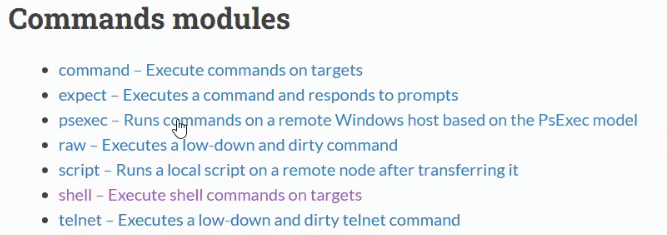 Commands modules
command – Execute commands on targets
expect – Executes a command and responds to prompts
psexec – Runs commands on a remote Windows host based on the PsExec model
raw – Executes a low-down and dirty command
script – Runs a local script on a remote node after transferring it
shell – Execute shell commands on targets
telnet – Executes a low-down and dirty telnet command